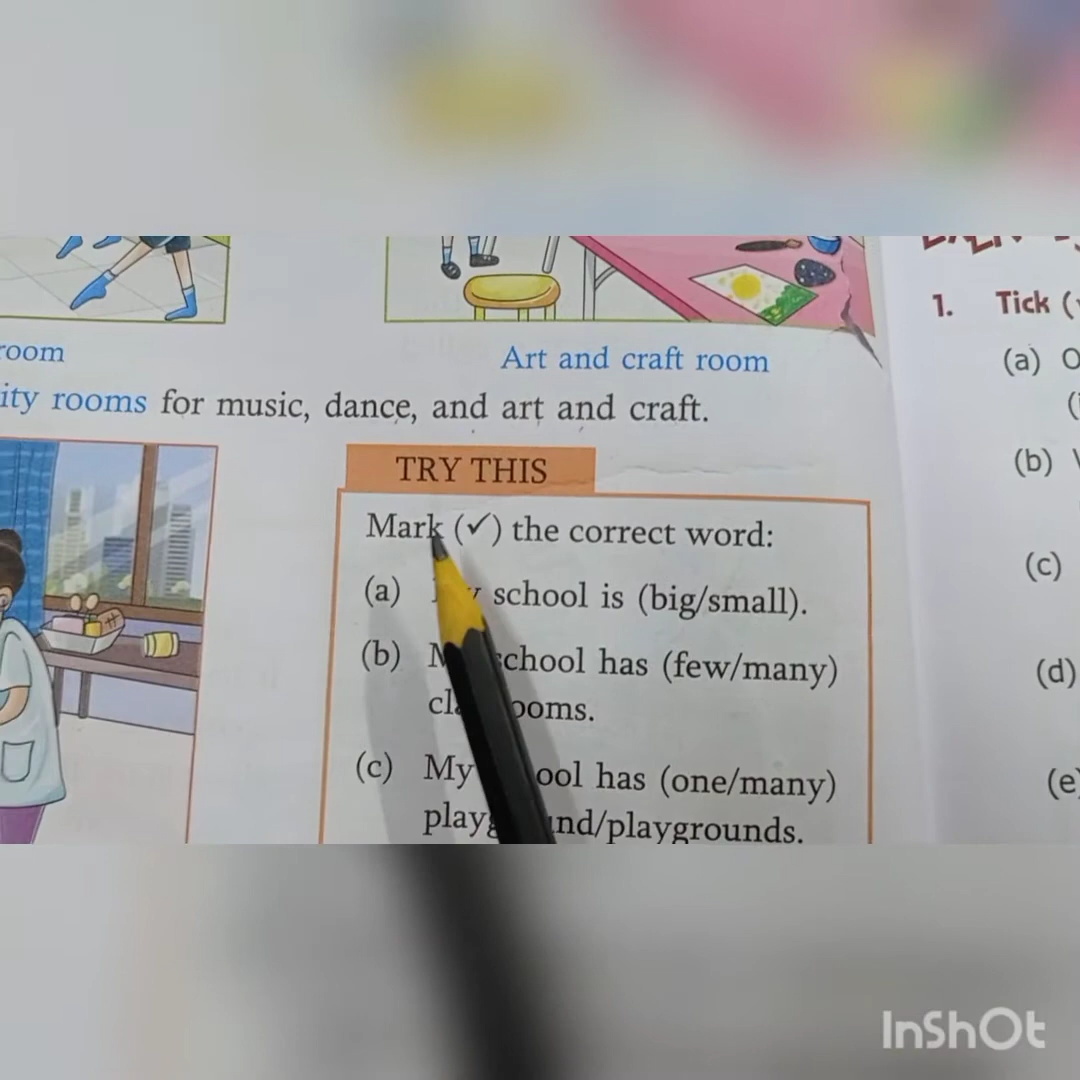 room
Art and craft room
ity rooms for music, dance, and art and craft.
TRY THIS
Mark (✓) the correct word:
(a) school is (big/small).
(b) school has (few/many)
ooms.
(c) My ool has (one/many)
playg nd/playgrounds.
1. Tick (
(a)
(b)
(c)
(d)
(e)
InShOt